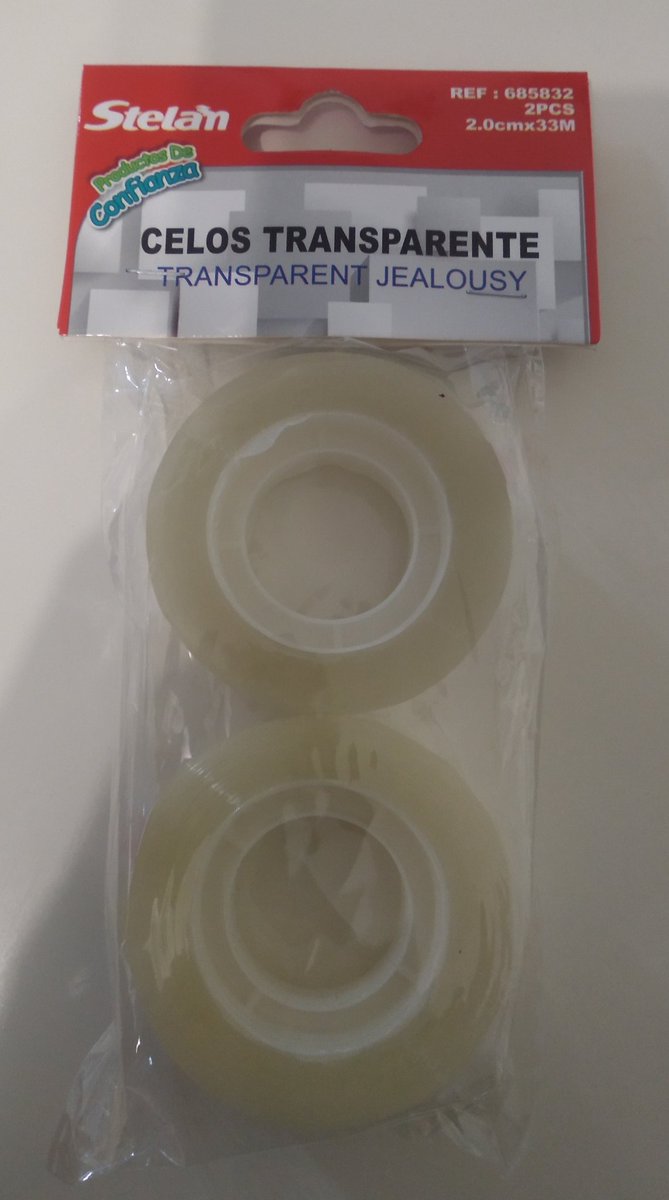 Stelan
REF : 685832
2PCS
2.0cmx33M
Productos De
Confianza
CELOS TRANSPARENTE
TRANSPARENT JEALOUSY